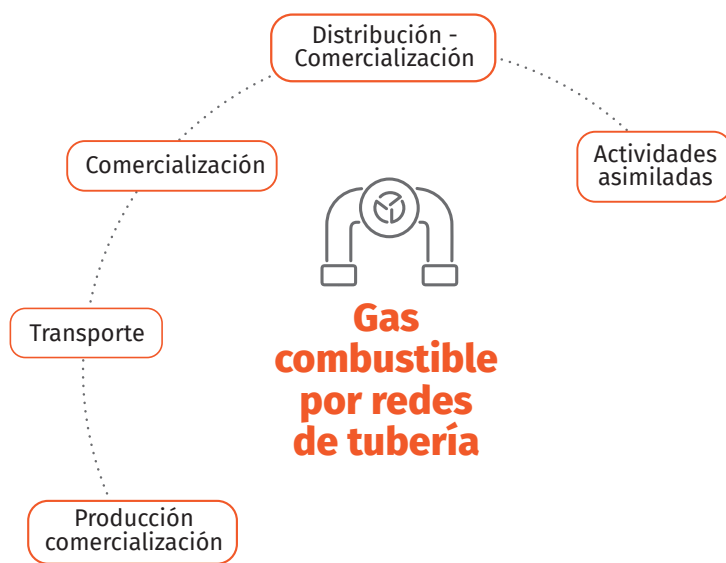 Distribución -
Comercialización
Comercialización
Actividades
asimiladas
Gas
combustible
por redes
de tubería
Transporte
Producción
comercialización